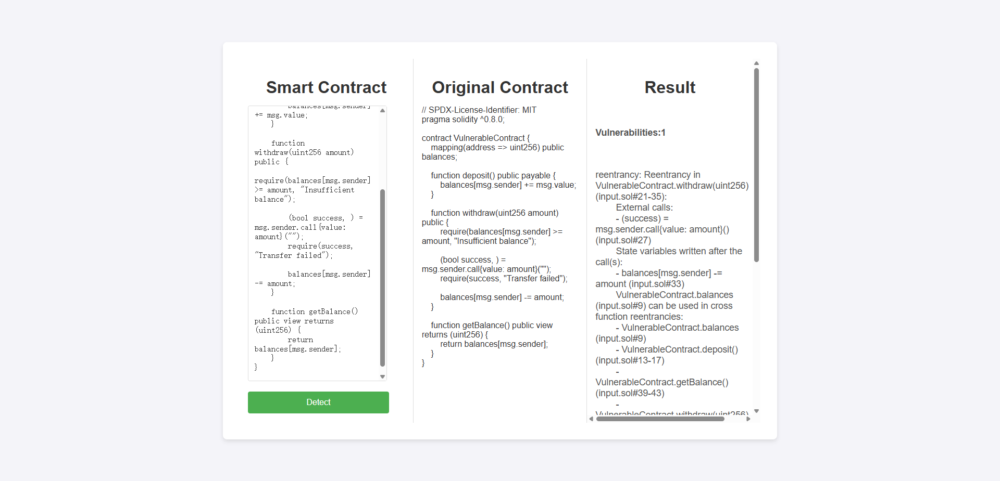 Smart Contract
balances[msg.sender]
+= msg.value;
}
function
withdraw(uint256 amount)
public {
require(balances[msg.sender]
>= amount, "Insufficient
balance");
(bool success, ) =
msg.sender.call{value:
amount}("");
require(success,
"Transfer failed");
balances[msg.sender]
-= amount;
}
function getBalance()
public view returns
(uint256) {
return
balances[msg.sender];
}
}
Detect
Original Contract
// SPDX-License-Identifier: MIT
pragma solidity ^0.8.0;
contract VulnerableContract {
mapping(address => uint256) public
balances;
function deposit() public payable {
balances[msg.sender] += msg.value;
}
function withdraw(uint256 amount)
public {
require(balances[msg.sender] >=
amount, "Insufficient balance");
(bool success, ) =
msg.sender.call{value: amount}("");
require(success, "Transfer failed");
balances[msg.sender] -= amount;
}
function getBalance() public view
returns (uint256) {
return balances[msg.sender];
}
}
Result
Vulnerabilities:1
reentrancy: Reentrancy in
VulnerableContract.withdraw(uint256)
(input.sol#21-35):
External calls:
- (success) =
msg.sender.call{value: amount}()
(input.sol#27)
State variables written after the
call(s):
- balances[msg.sender] -=
amount (input.sol#33)
VulnerableContract.balances
(input.sol#9) can be used in cross
function reentrancies:
- VulnerableContract.balances
(input.sol#9)
- VulnerableContract.deposit()
(input.sol#13-17)
-
VulnerableContract.getBalance()
(input.sol#39-43)
-
VulnerableContract.withdraw(uint256)